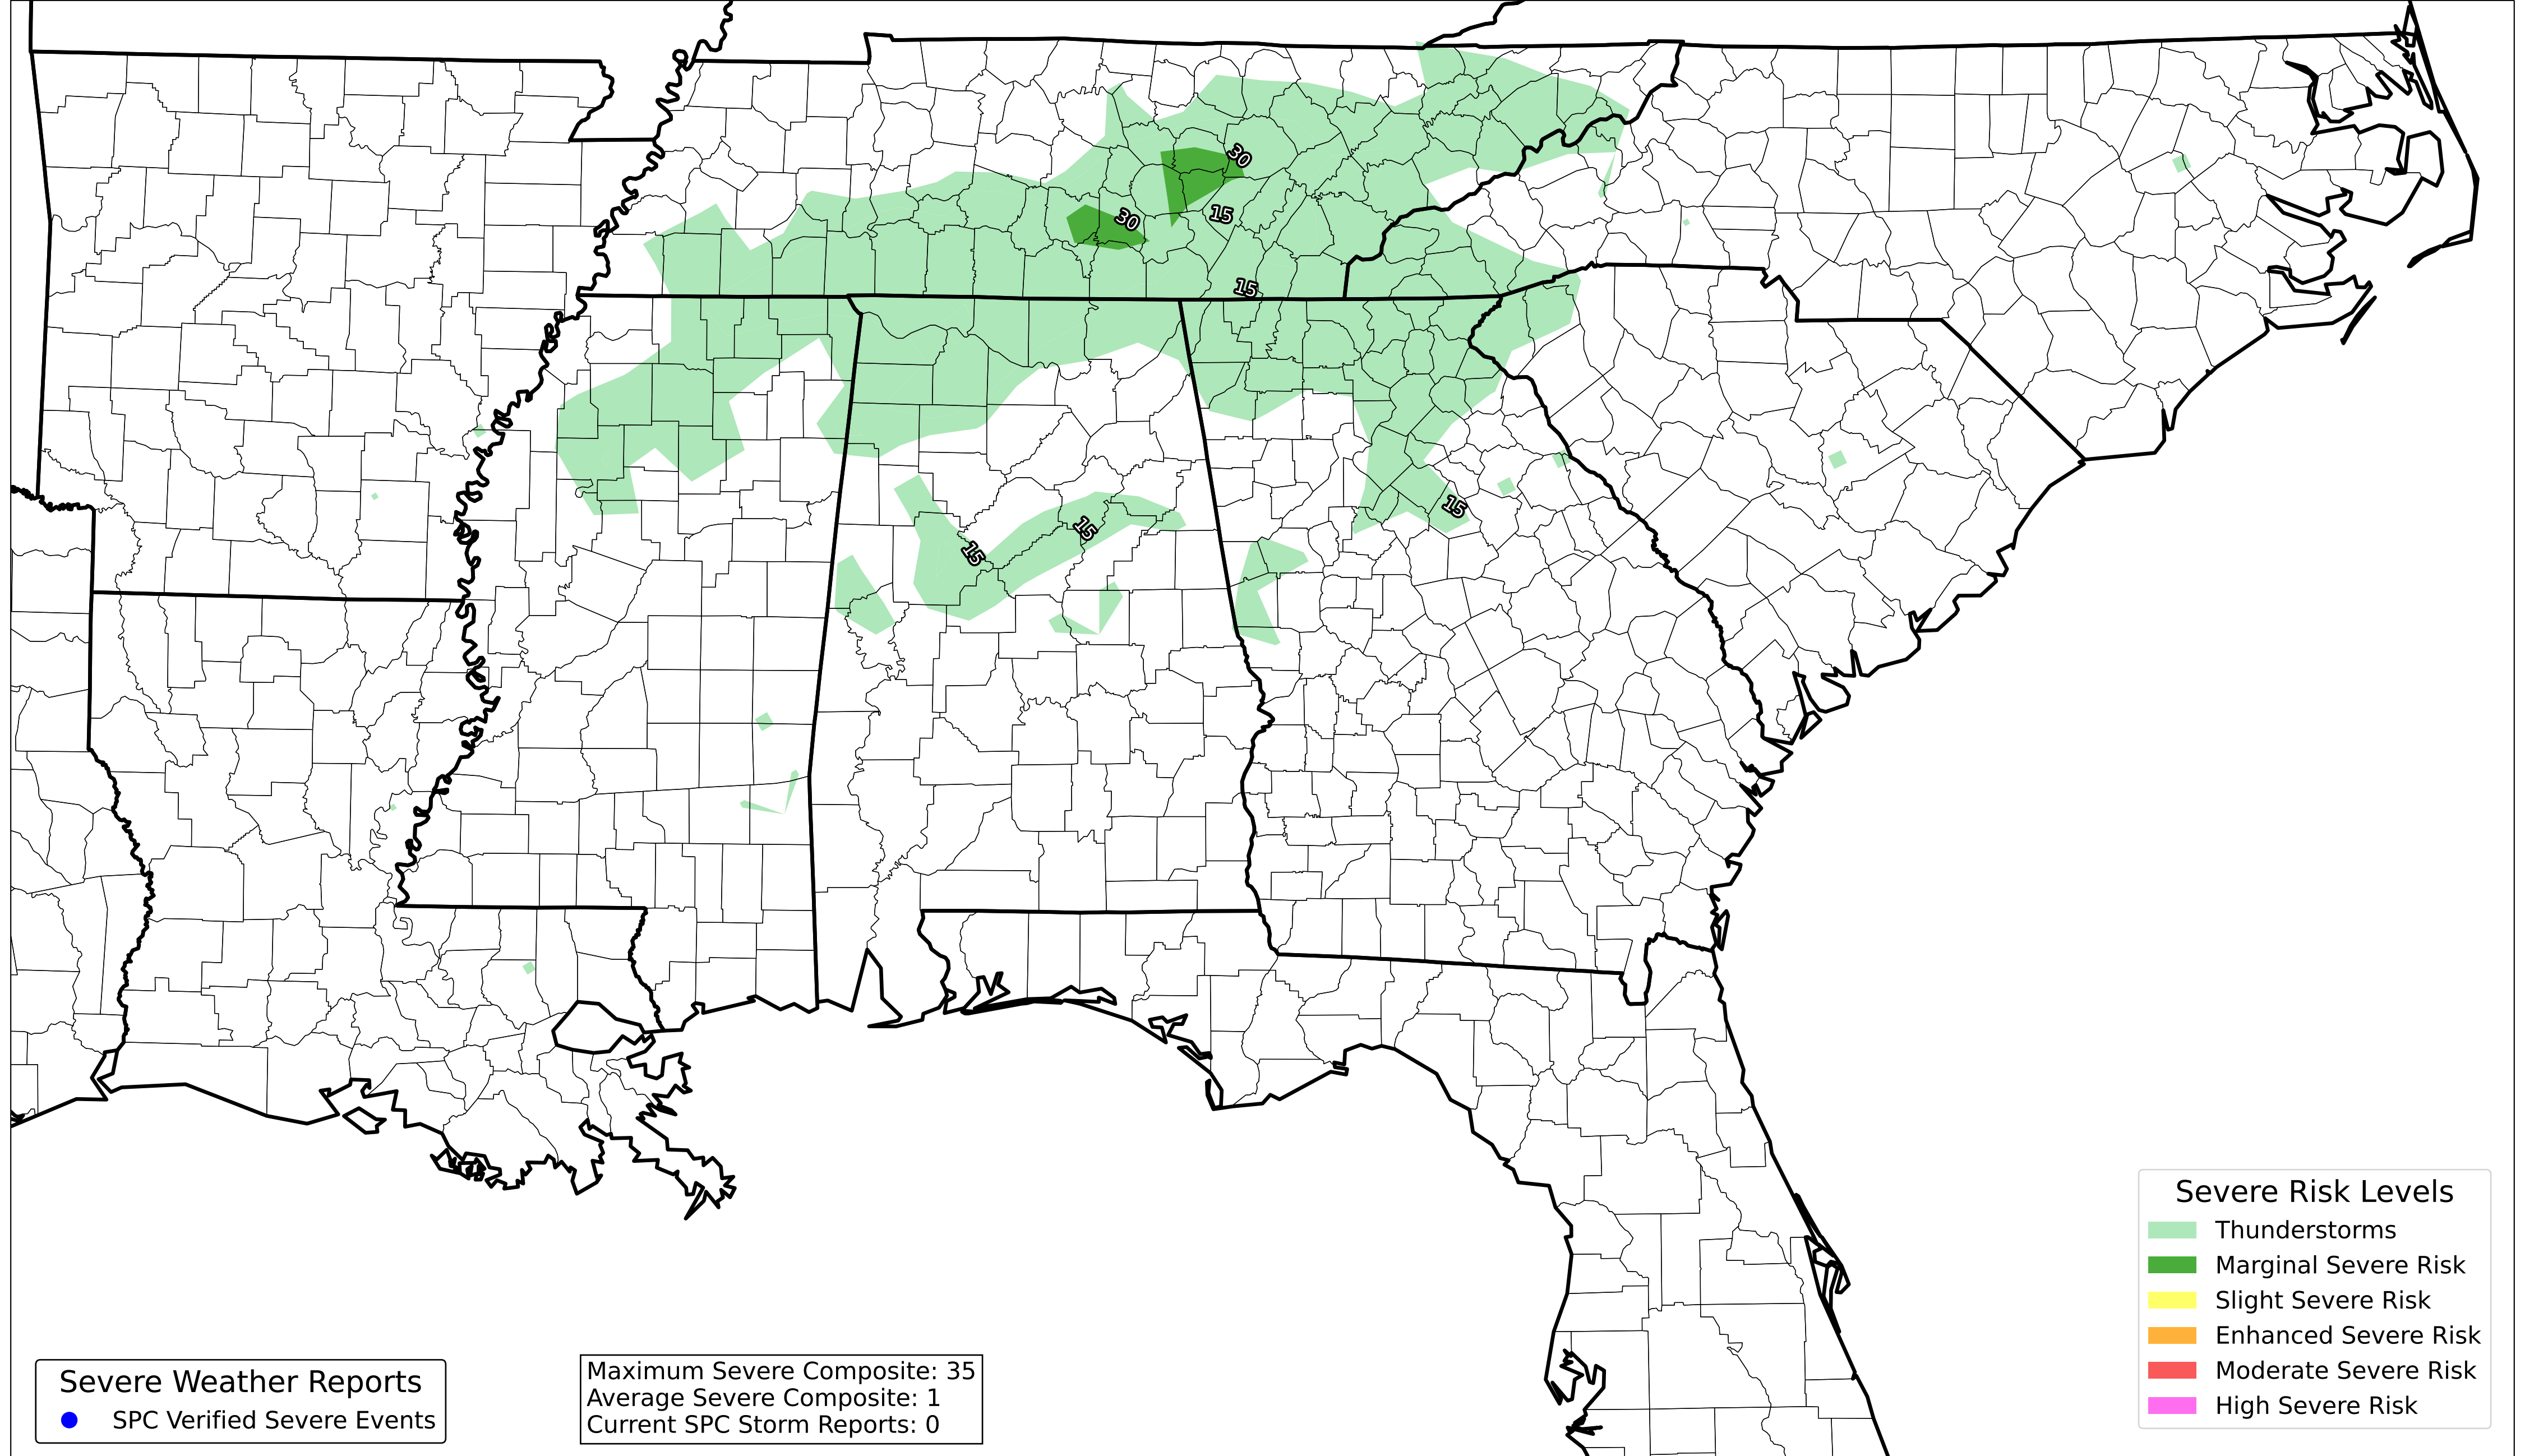 30
30
15
15
15
15
15
Severe Weather Reports
SPC Verified Severe Events
Maximum Severe Composite: 35
Average Severe Composite: 1
Current SPC Storm Reports: 0
Severe Risk Levels
Thunderstorms
Marginal Severe Risk
Slight Severe Risk
Enhanced Severe Risk
Moderate Severe Risk
High Severe Risk